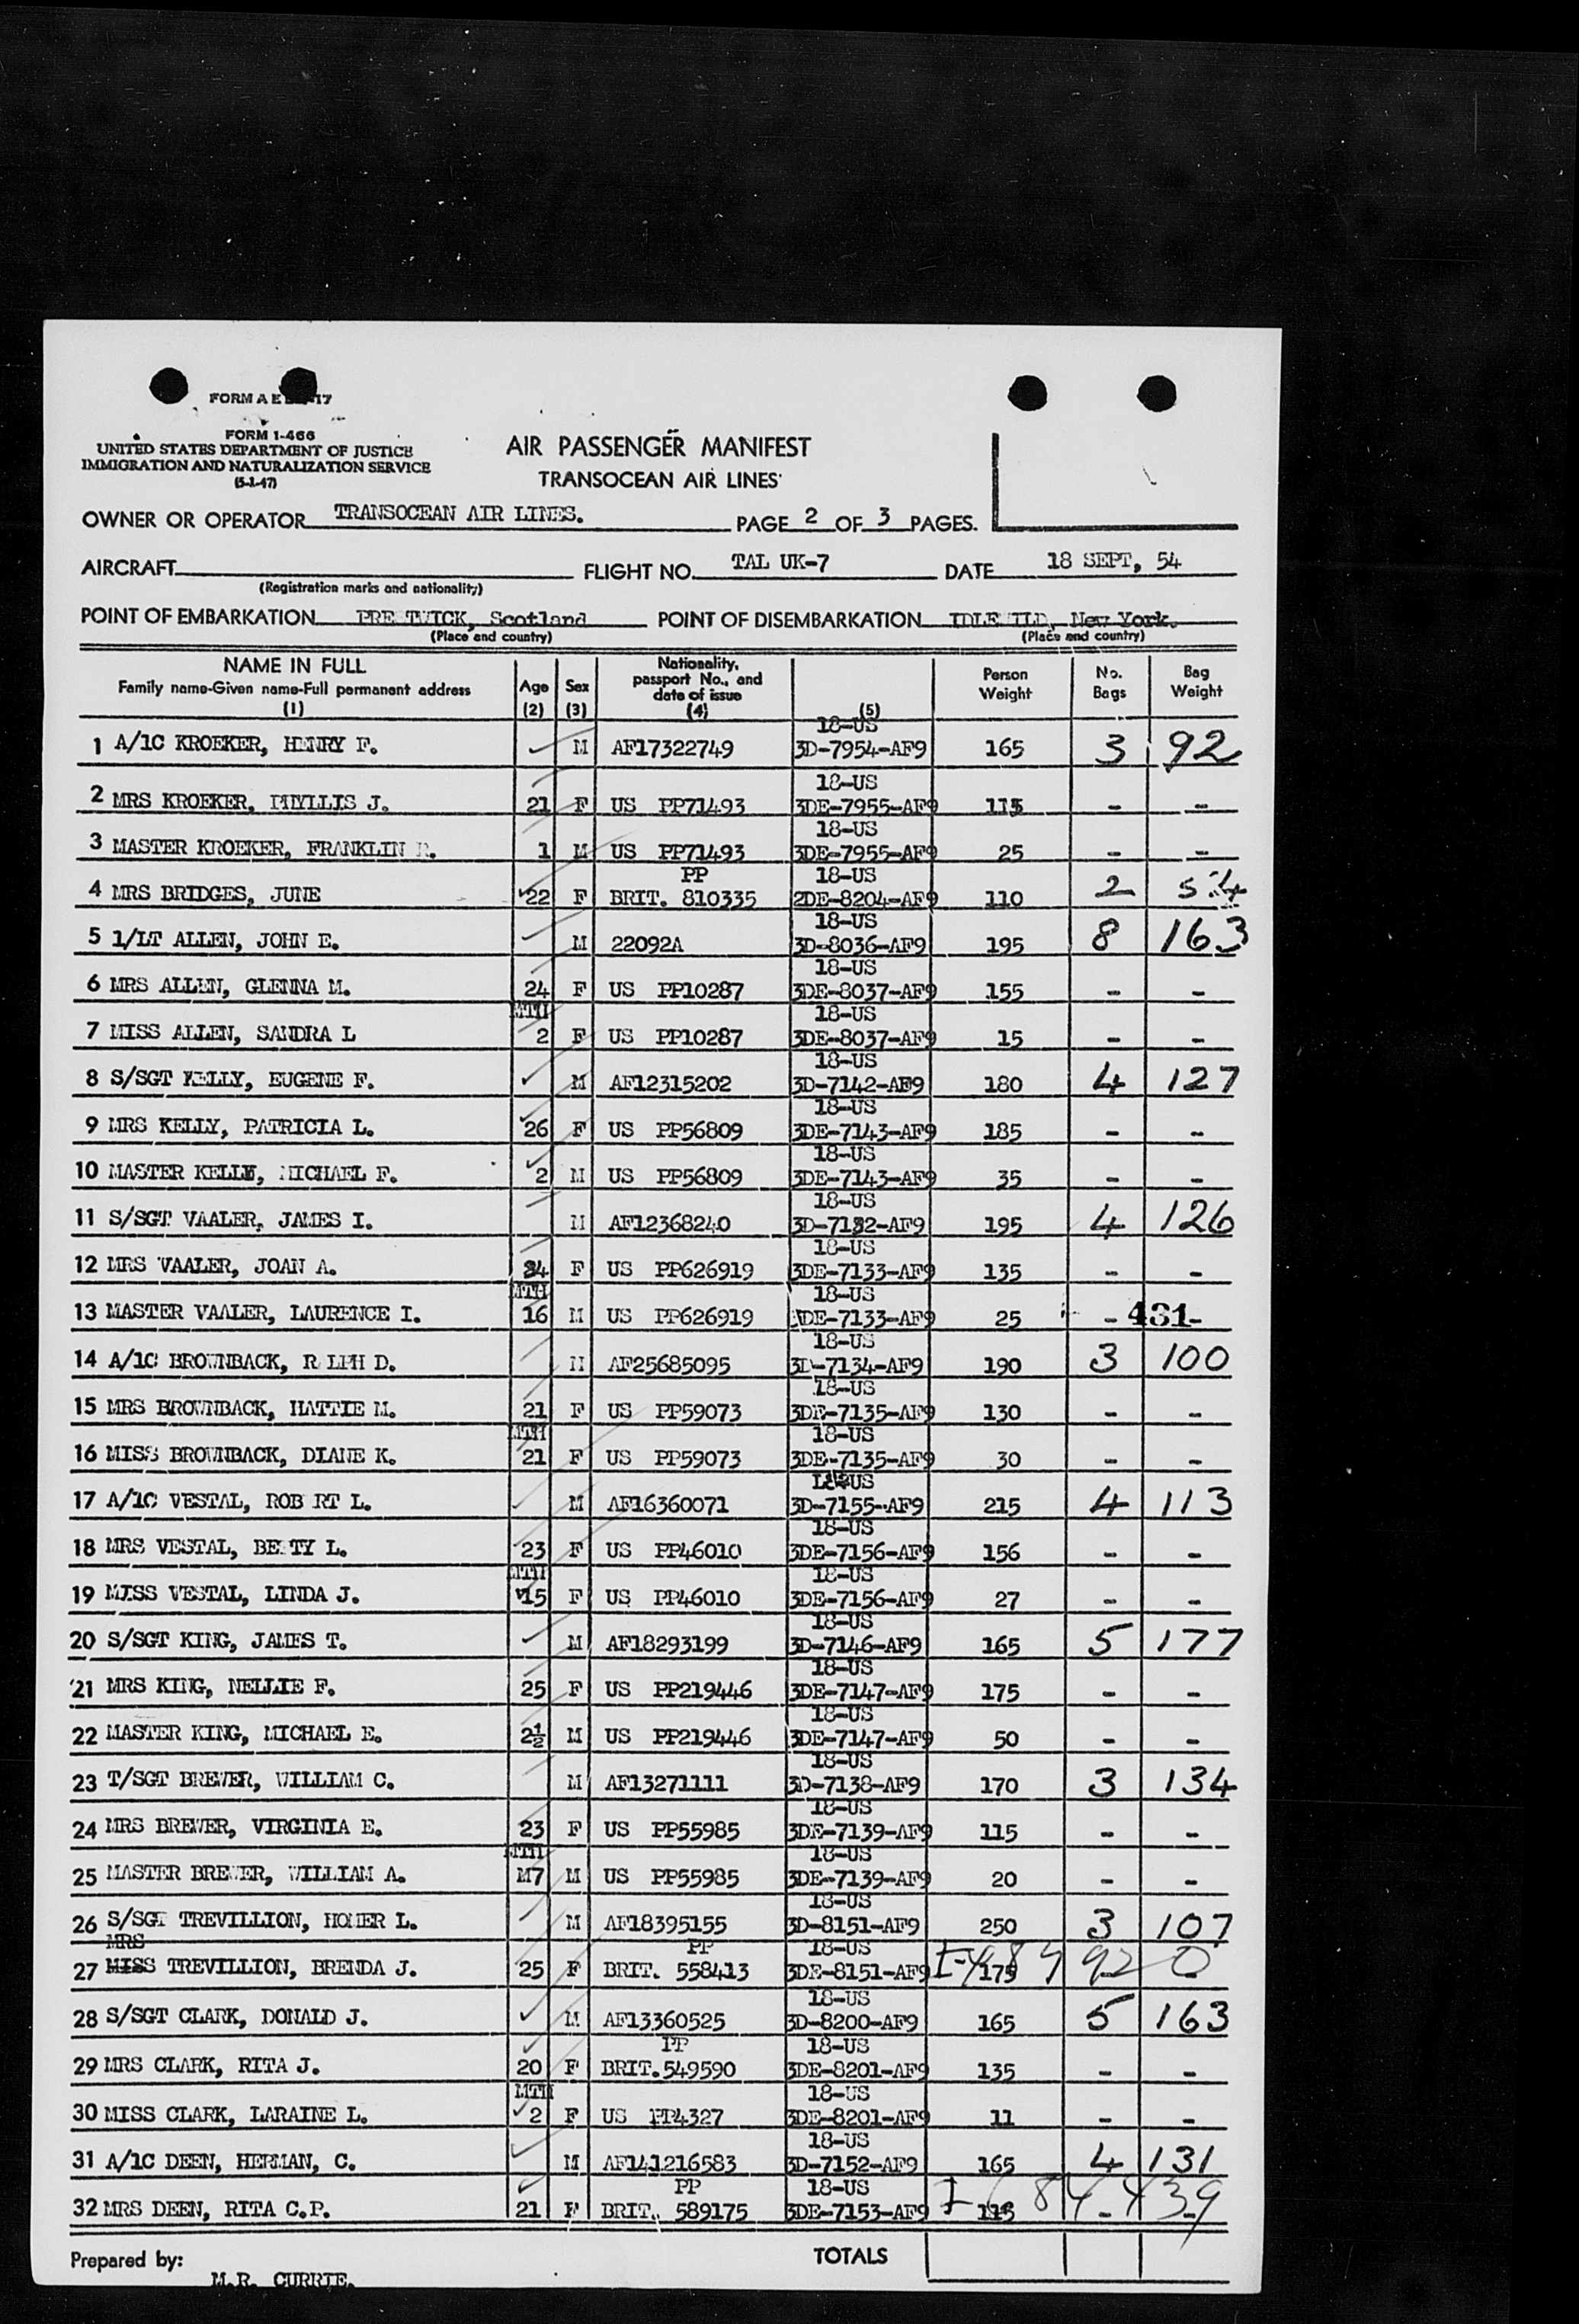 FORM A E 17
FORM 1-466
UNITED STATES DEPARTMENT OF JUSTICE
IMMIGRATION AND NATURALIZATION SERVICE
(5-1-47)
AIR PASSENGER MANIFEST
TRANSOCEAN AIR LINES
OWNER OR OPERATOR TRANSOCEAN AIR LINES. PAGE 2 OF 3 PAGES.
AIRCRAFT FLIGHT NO. TAL UK-7 DATE 18 SEPT, 54
(Registration marks and nationality)
POINT OF EMBARKATION PRESTWICK, Scotland POINT OF DISEMBARKATION IDLEWILD, New York.
(Place and country) (Place and country)
NAME IN FULL Family name-Given name-Full permanent address (1) Age (2) Sex (3) Nationality, passport No., and date of issue (4) (5) Person Weight No. Bags Bag Weight
18-US
1 A/1C KROEKER, HENRY F. M AF17322749 3D-7954-AF9 165 3 92
18-US
2 MRS KROEKER, PHYLLIS J. 21 F US PP71493 3DE-7955-AF9 115 - -
18-US
3 MASTER KROEKER, FRANKLIN R. 1 M US PP71493 3DE-7955-AF9 25 - -
PP 18-US
4 MRS BRIDGES, JUNE 22 F BRIT. 810335 2DE-8204-AF9 110 2 54
18-US
5 1/LT ALLEN, JOHN E. M 22092A 3D-8036-AF9 195 8 163
18-US
6 MRS ALLEN, GLENNA M. 24 F US PP10287 3DE-8037-AF9 155 - -
MTH 18-US
7 MISS ALLEN, SANDRA L 2 F US PP10287 3DE-8037-AF9 15 - -
18-US
8 S/SGT KELLY, EUGENE F. M AF12315202 3D-7142-AF9 180 4 127
18-US
9 MRS KELLY, PATRICIA L. 26 F US PP56809 3DE-7143-AF9 185 - -
18-US
10 MASTER KELLY, MICHAEL F. 2 M US PP56809 3DE-7143-AF9 35 - -
18-US
11 S/SGT VAALER, JAMES I. M AF12368240 3D-7132-AF9 195 4 126
18-US
12 MRS VAALER, JOAN A. 24 F US PP626919 3DE-7133-AF9 135 - -
MTH 18-US
13 MASTER VAALER, LAURENCE I. 16 M US PP626919 3DE-7133-AF9 25 - 431-
18-US
14 A/1C BROWNBACK, RALPH D. M AF25685095 3D-7134-AF9 190 3 100
18-US
15 MRS BROWNBACK, HATTIE M. 21 F US PP59073 3DE-7135-AF9 130 - -
MTH 18-US
16 MISS BROWNBACK, DIANE K. 21 F US PP59073 3DE-7135-AF9 30 - -
18-US
17 A/1C VESTAL, ROB RT L. M AF16360071 3D-7155-AF9 215 4 113
18-US
18 MRS VESTAL, BETTY L. 23 F US PP46010 3DE-7156-AF9 156 - -
MTH 18-US
19 MISS VESTAL, LINDA J. 15 F US PP46010 3DE-7156-AF9 27 - -
18-US
20 S/SGT KING, JAMES T. M AF18293199 3D-7146-AF9 165 5 177
18-US
21 MRS KING, NELLIE F. 25 F US PP219446 3DE-7147-AF9 175 - -
18-US
22 MASTER KING, MICHAEL E. 2½ M US PP219446 3DE-7147-AF9 50 - -
18-US
23 T/SGT BREWER, WILLIAM C. M AF13271111 3D-7138-AF9 170 3 134
18-US
24 MRS BREWER, VIRGINIA E. 23 F US PP55985 3DE-7139-AF9 115 - -
MTH 18-US
25 MASTER BREWER, WILLIAM A. M7 M US PP55985 3DE-7139-AF9 20 - -
18-US
26 S/SGT TREVILLION, HOMER L. M AF18395155 3D-8151-AF9 250 3 107
MRS PP 18-US
27 MISS TREVILLION, BRENDA J. 25 F BRIT. 558413 3DE-8151-AF9 175
18-US
28 S/SGT CLARK, DONALD J. M AF13360525 3D-8200-AF9 165 5 163
PP 18-US
29 MRS CLARK, RITA J. 20 F BRIT. 549590 3DE-8201-AF9 135 - -
MTH 18-US
30 MISS CLARK, LARAINE L. 2 F US PP4327 3DE-8201-AF9 11 - -
18-US
31 A/1C DEEN, HERMAN, C. M AF141216583 3D-7152-AF9 165 4 131
PP 18-US
32 MRS DEEN, RITA C.P. 21 F BRIT. 589175 3DE-7153-AF9 - -
Prepared by: TOTALS
M.R. CURRIE.